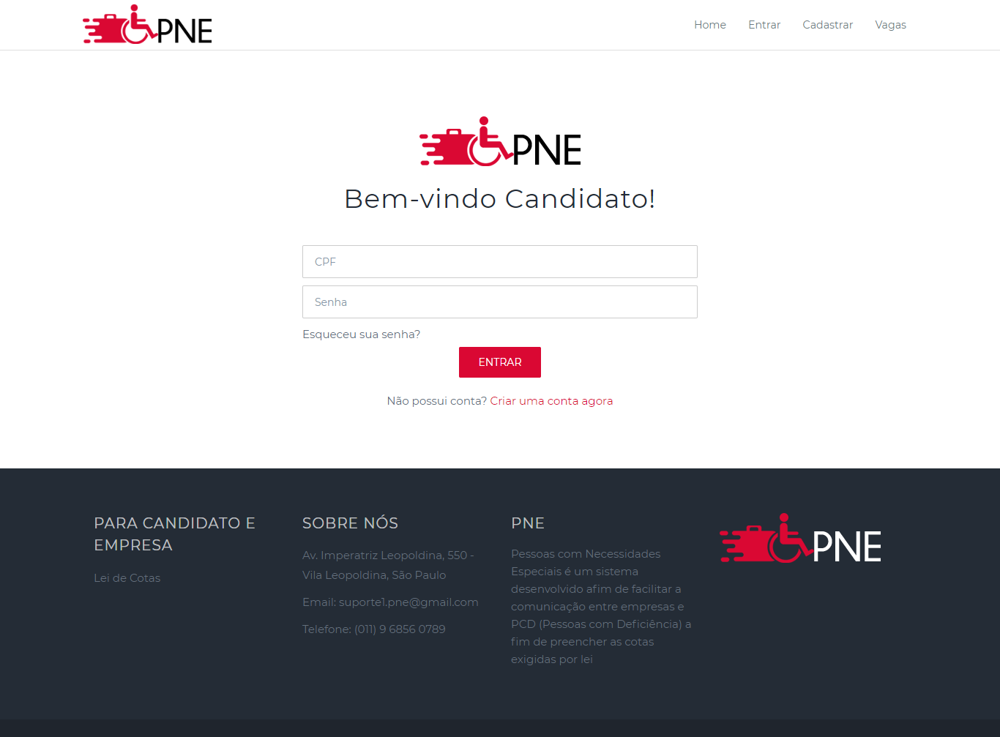 PNE
Home
Entrar
Cadastrar
Vagas
PNE
Bem-vindo Candidato!
CPF
Senha
Esqueceu sua senha?
ENTRAR
Não possui conta? Criar uma conta agora
PARA CANDIDATO E
EMPRESA
Lei de Cotas
SOBRE NÓS
Av. Imperatriz Leopoldina, 550 -
Vila Leopoldina, São Paulo
Email: suporte1.pne@gmail.com
Telefone: (011) 9 6856 0789
PNE
Pessoas com Necessidades
Especiais é um sistema
desenvolvido afim de facilitar a
comunicação entre empresas e
PCD (Pessoas com Deficiência) a
fim de preencher as cotas
exigidas por lei
PNE